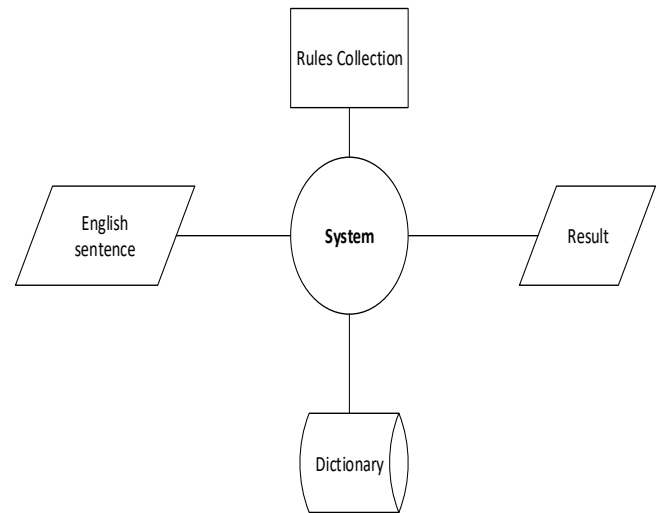 Rules Collection
English
sentence
System
Result
Dictionary